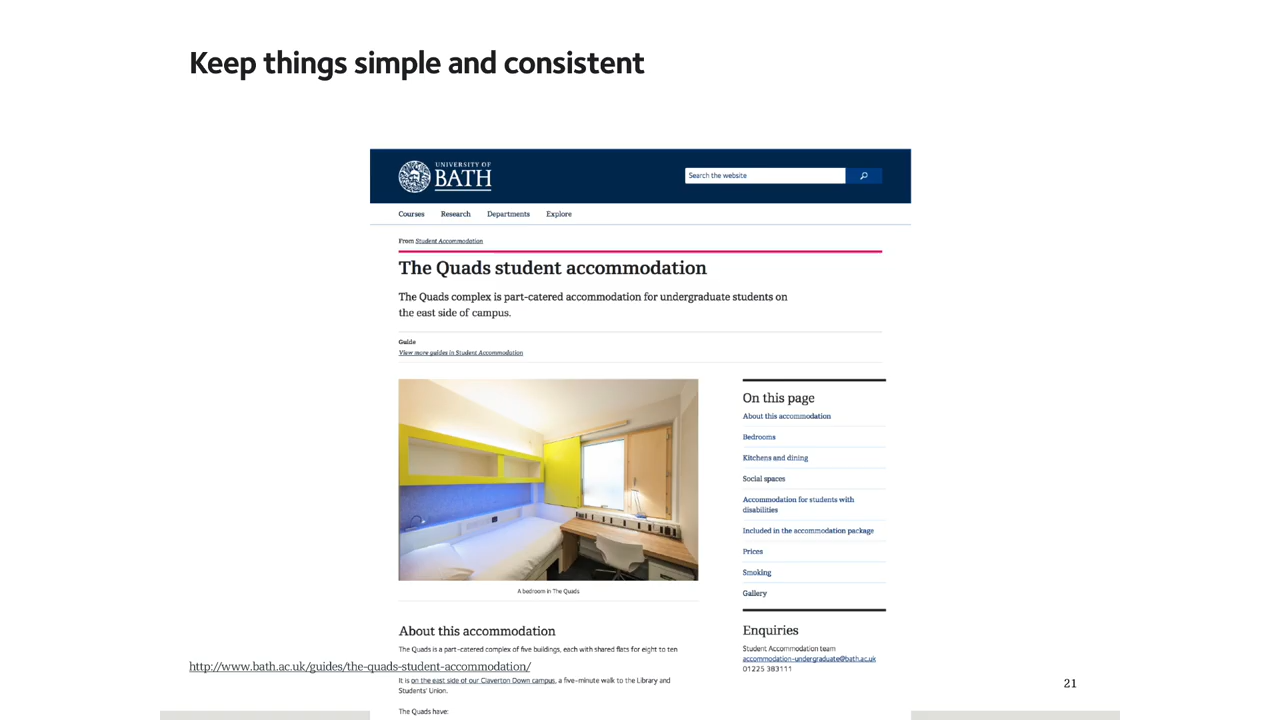 Keep things simple and consistent
UNIVERSITY OF
BATH
Search the website
Courses
Research
Departments
Explore
From Student Accommodation
The Quads student accommodation
The Quads complex is part-catered accommodation for undergraduate students on
the east side of campus.
Guide
View more guides in Student Accommodation
A bedroom in The Quads
About this accommodation
The Quads is a part-catered complex of five buildings, each with shared flats for eight to ten
It is on the east side of our Claverton Down campus, a five-minute walk to the Library and
Students' Union.
The Quads have:
On this page
About this accommodation
Bedrooms
Kitchens and dining
Social spaces
Accommodation for students with
disabilities
Included in the accommodation package
Prices
Smoking
Gallery
Enquiries
Student Accommodation team
accommodation-undergraduate@bath.ac.uk
01225 383111
http://www.bath.ac.uk/guides/the-quads-student-accommodation/
21